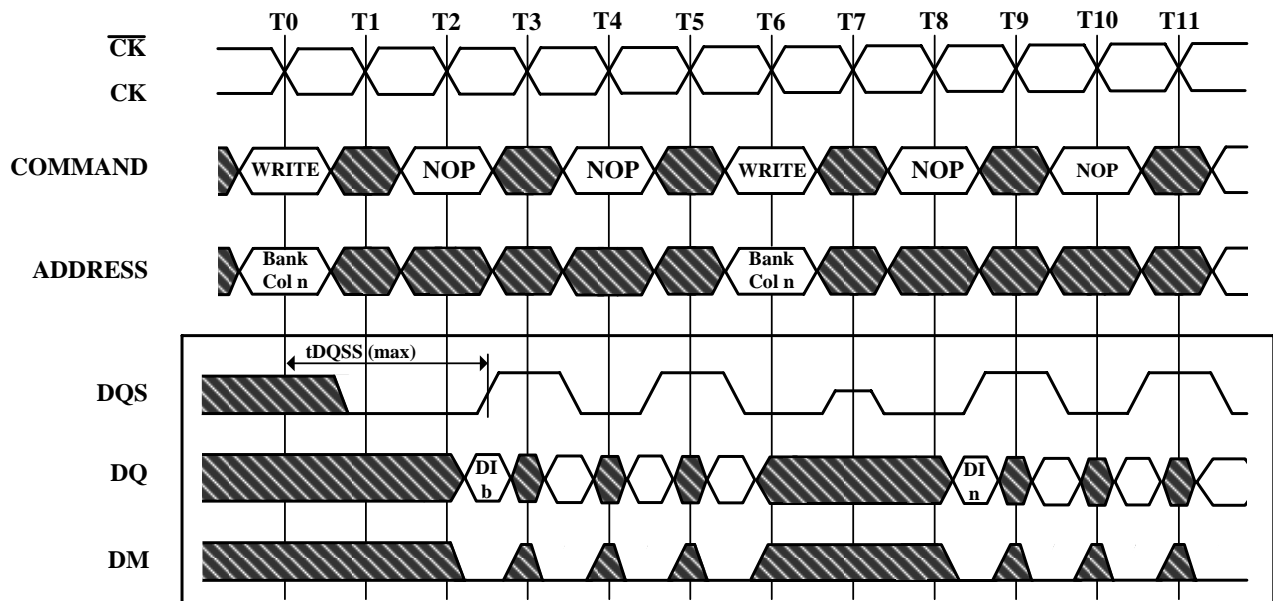 T0 T1 T2 T3 T4 T5 T6 T7 T8 T9 T10 T11
CK
CK
COMMAND WRITE NOP NOP WRITE NOP NOP
ADDRESS Bank Col n Bank Col n
tDQSS (max)
DQS
DQ DI b DI n
DM